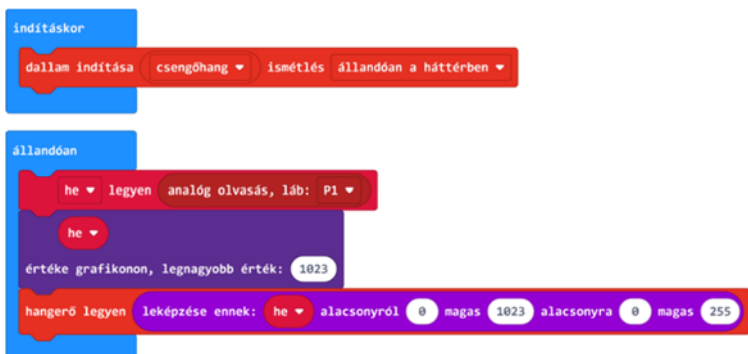 indításkor
dallam indítása csengőhang ismétlés állandóan a háttérben
állandóan
he legyen analóg olvasás, láb: P1
he
értéke grafikonon, legnagyobb érték: 1023
hangerő legyen leképzése ennek: he alacsonyról 0 magas 1023 alacsonyra 0 magas 255